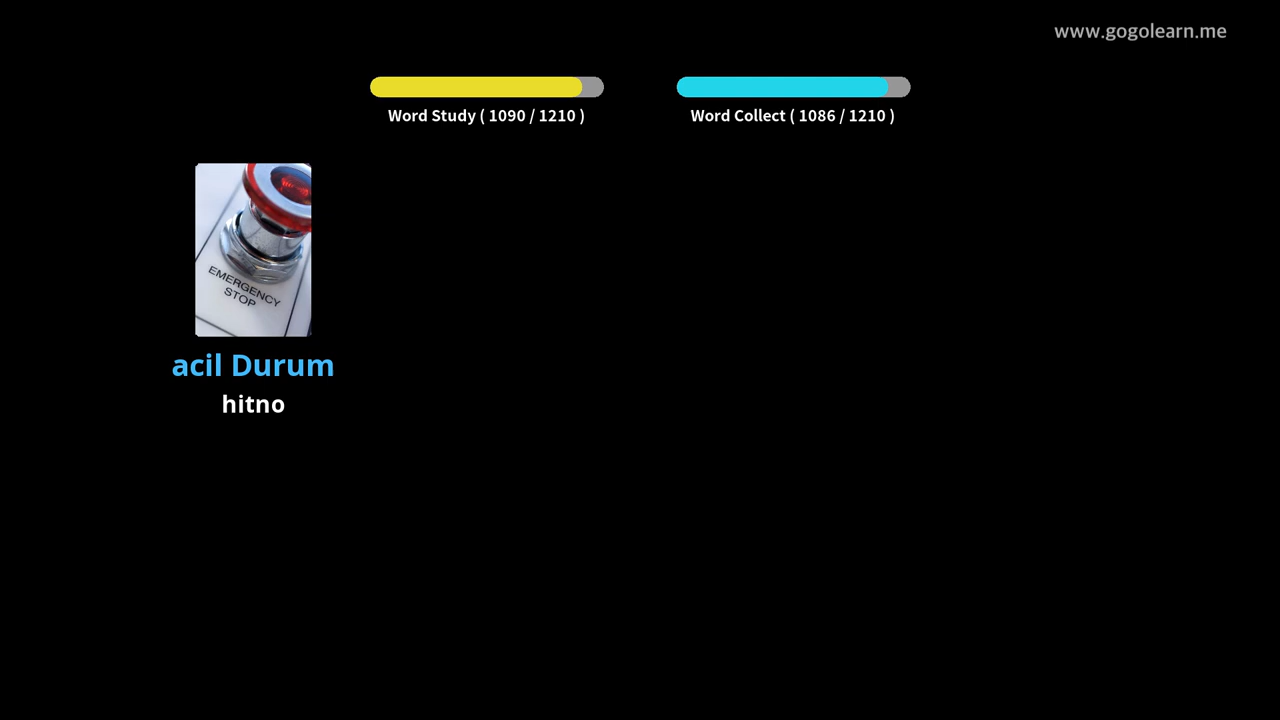 www.gogolearn.me
Word Study ( 1090 / 1210 )
Word Collect ( 1086 / 1210 )
EMERGENCY
STOP
acil Durum
hitno